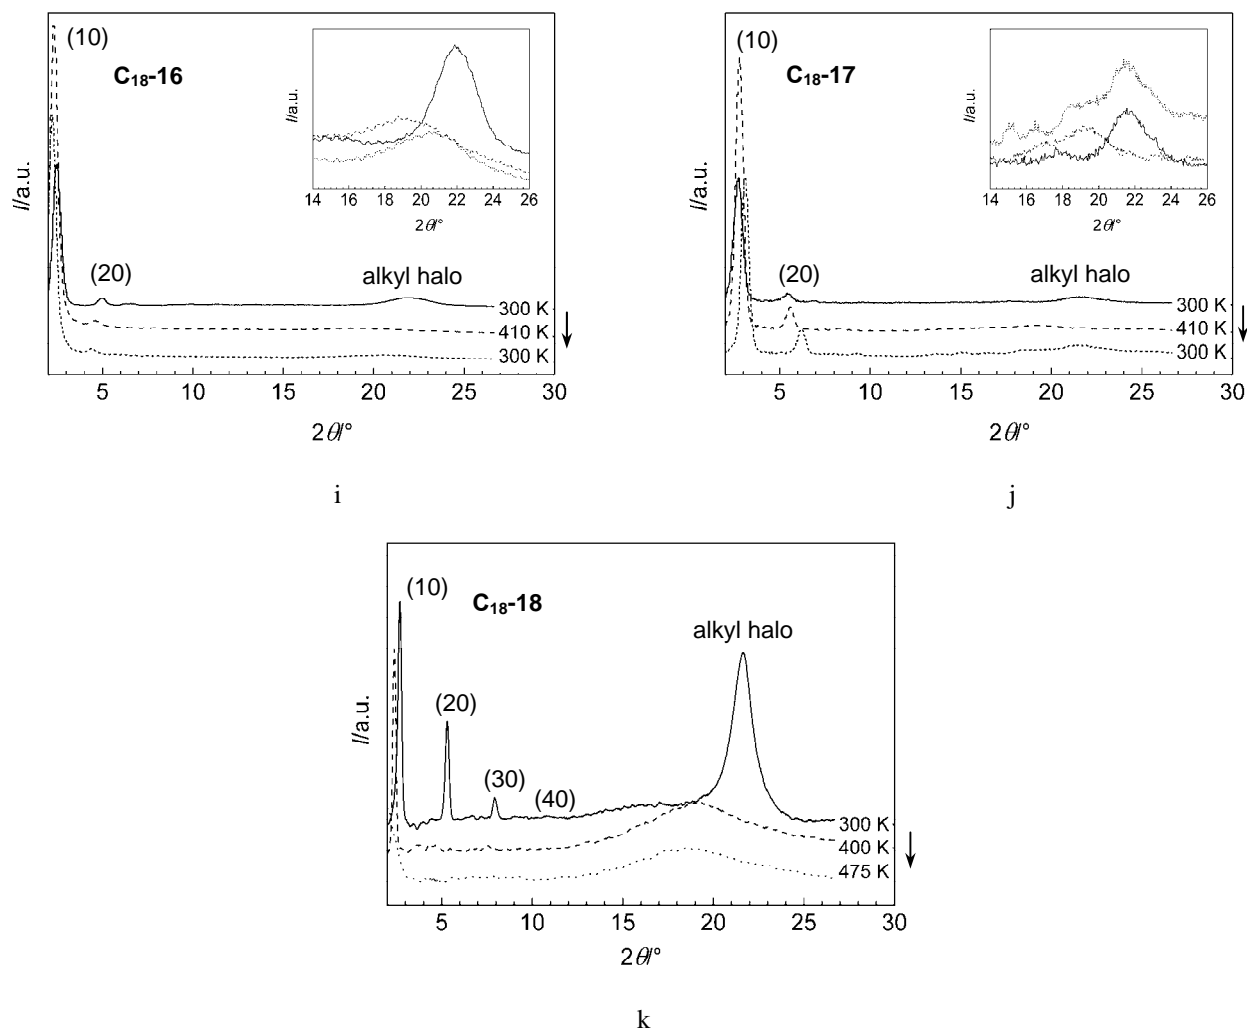 (10)
C₁₈-16
I/a.u.
14 16 18 20 22 24 26
2θ/°
I/a.u.
(20)
alkyl halo
300 K
410 K
300 K
5 10 15 20 25 30
2θ/°
i
(10)
C₁₈-17
I/a.u.
14 16 18 20 22 24 26
2θ/°
I/a.u.
(20)
alkyl halo
300 K
410 K
300 K
5 10 15 20 25 30
2θ/°
j
(10)
C₁₈-18
alkyl halo
I/a.u.
(20)
(30)
(40)
300 K
400 K
475 K
5 10 15 20 25 30
2θ/°
k